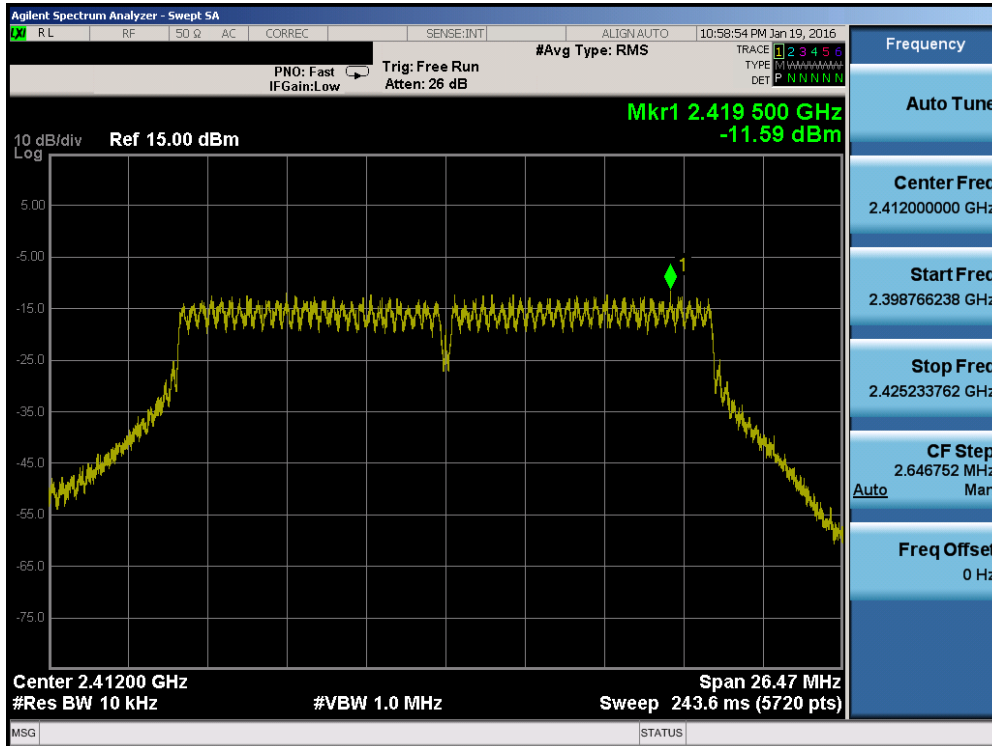 Agilent Spectrum Analyzer - Swept SA
LXI RL RF 50 Ω AC CORREC SENSE:INT ALIGN AUTO 10:58:54 PM Jan 19, 2016
Frequency
#Avg Type: RMS TRACE 1 2 3 4 5 6
PNO: Fast Trig: Free Run TYPE M
IFGain:Low Atten: 26 dB DET P N N N N N
Auto Tune
Mkr1 2.419 500 GHz
10 dB/div Ref 15.00 dBm -11.59 dBm
Log
Center Freq
2.412000000 GHz
5.00
-5.00
1
Start Freq
2.398766238 GHz
-15.0
-25.0
Stop Freq
2.425233762 GHz
-35.0
-45.0
CF Step
2.646752 MHz
Auto Man
-55.0
Freq Offset
0 Hz
-65.0
-75.0
Center 2.41200 GHz Span 26.47 MHz
#Res BW 10 kHz #VBW 1.0 MHz Sweep 243.6 ms (5720 pts)
MSG STATUS